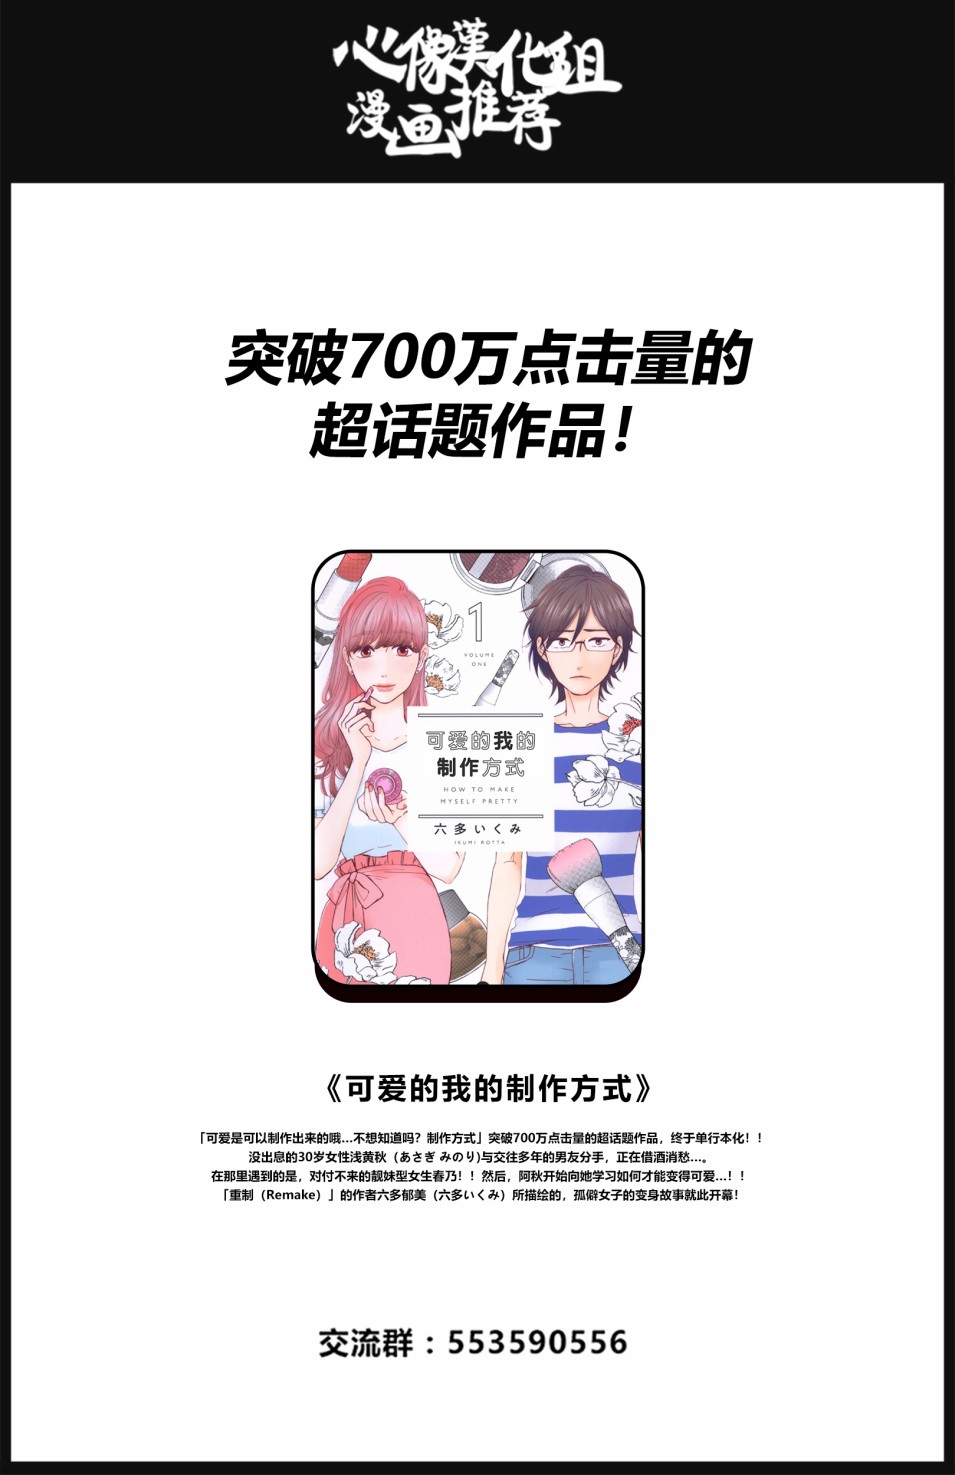 心像漢化组
漫画推荐
突破700万点击量的
超话题作品！
1
VOLUME
ONE
可爱的我的
制作方式
HOW TO MAKE
MYSELF PRETTY
六多いくみ
IKUMI ROTTA
《可爱的我的制作方式》
「可爱是可以制作出来的哦…不想知道吗？制作方式」突破700万点击量的超话题作品，终于单行本化！！
没出息的30岁女性浅黄秋（あさぎ みのり)与交往多年的男友分手，正在借酒消愁…。
在那里遇到的是，对付不来的靓妹型女生春乃！！然后，阿秋开始向她学习如何才能变得可爱…！！
「重制（Remake）」的作者六多郁美（六多いくみ）所描绘的，孤僻女子的变身故事就此开幕！
交流群：553590556